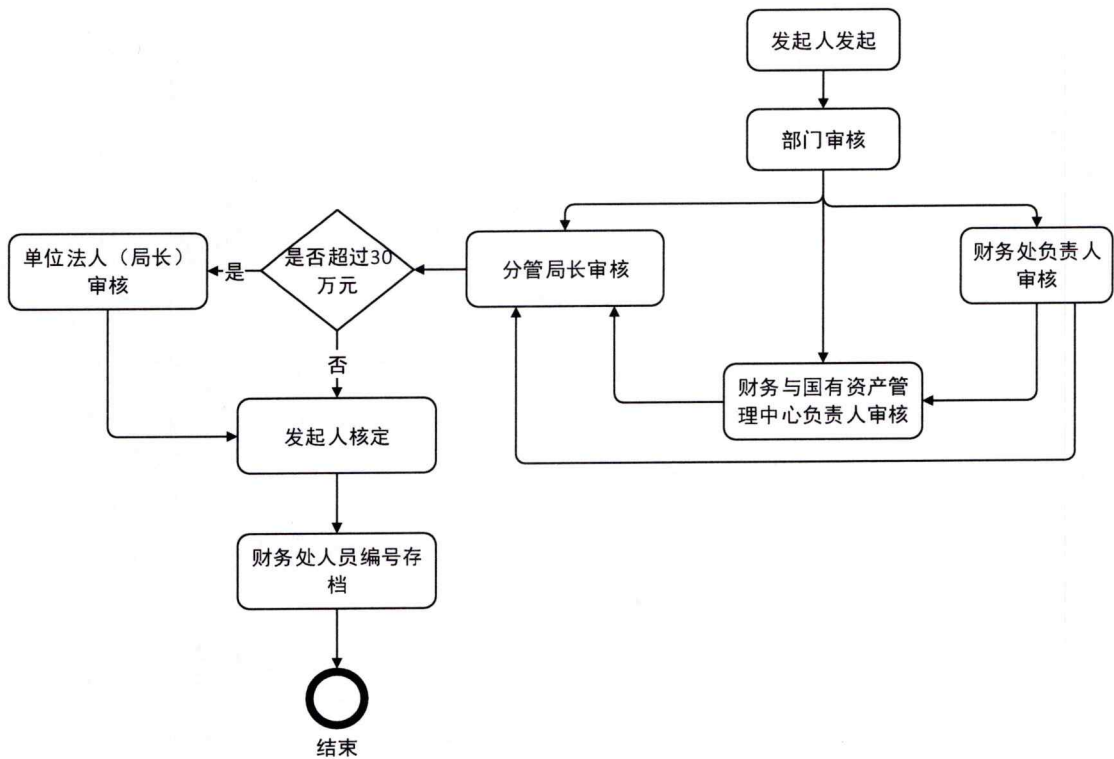 发起人发起
部门审核
单位法人（局长）
审核
是
是否超过30
万元
分管局长审核
财务处负责人
审核
否
财务与国有资产管
理中心负责人审核
发起人核定
财务处人员编号存
档
结束